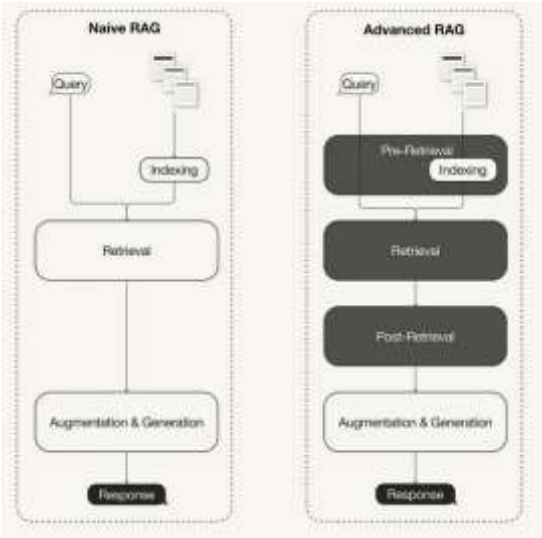 Naive RAG
Query
Indexing
Retrieval
Augmentation & Generation
Response
Advanced RAG
Query
Pre-Retrieval
Indexing
Retrieval
Post-Retrieval
Augmentation & Generation
Response